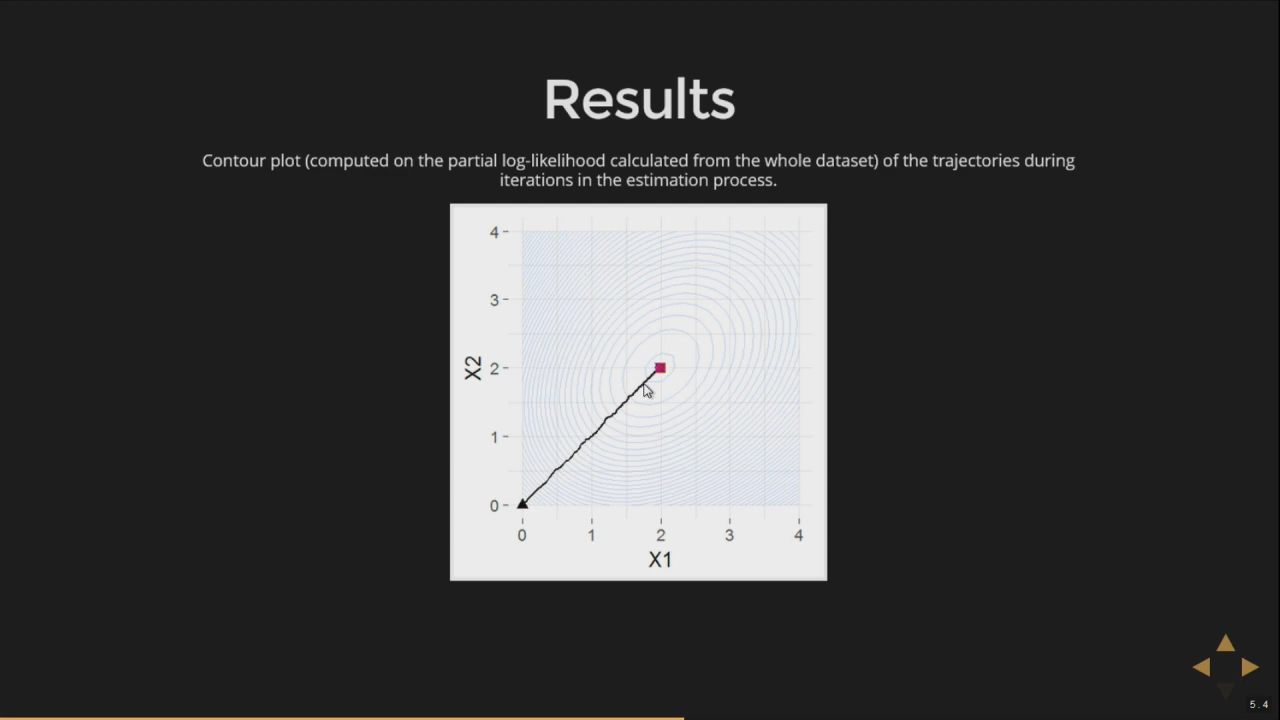 Results
Contour plot (computed on the partial log-likelihood calculated from the whole dataset) of the trajectories during
iterations in the estimation process.
4
3
X2
2
1
0
0 1 2 3 4
X1
5.4